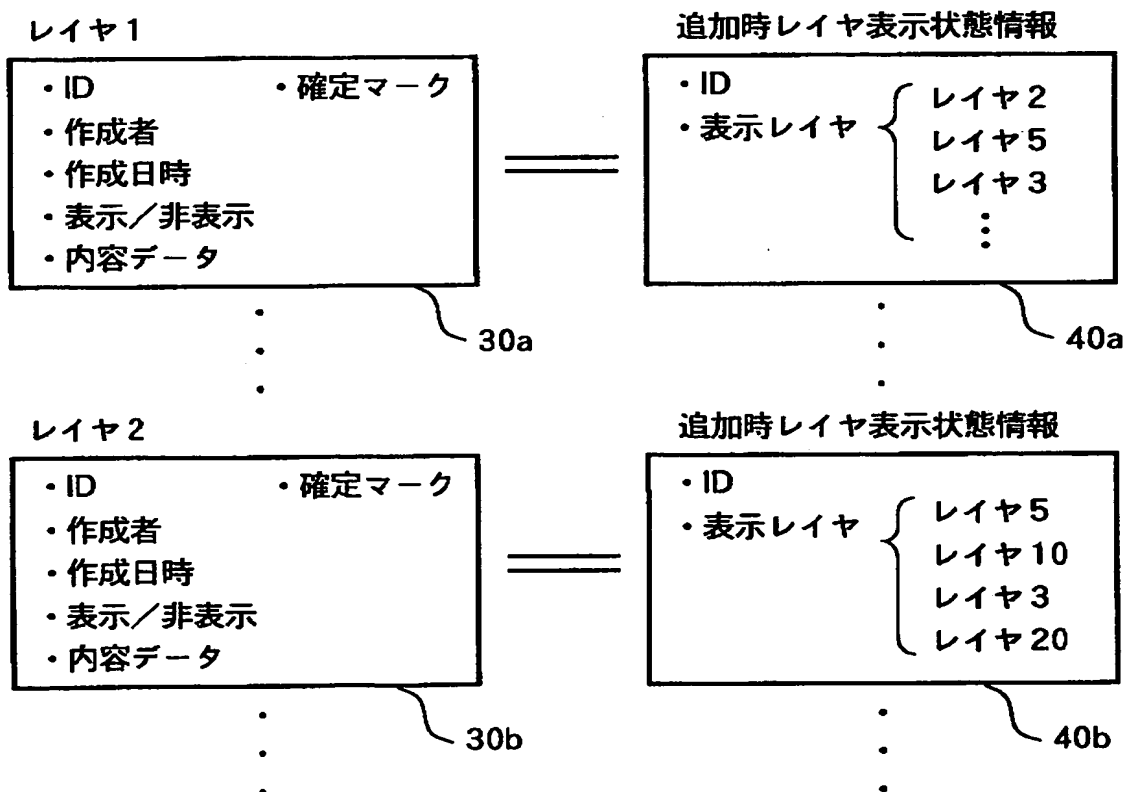 レイヤ1
・ID ・確定マーク
・作成者
・作成日時
・表示／非表示
・内容データ
30a
追加時レイヤ表示状態情報
・ID
・表示レイヤ
レイヤ2
レイヤ5
レイヤ3
40a
レイヤ2
・ID ・確定マーク
・作成者
・作成日時
・表示／非表示
・内容データ
30b
追加時レイヤ表示状態情報
・ID
・表示レイヤ
レイヤ5
レイヤ10
レイヤ3
レイヤ20
40b